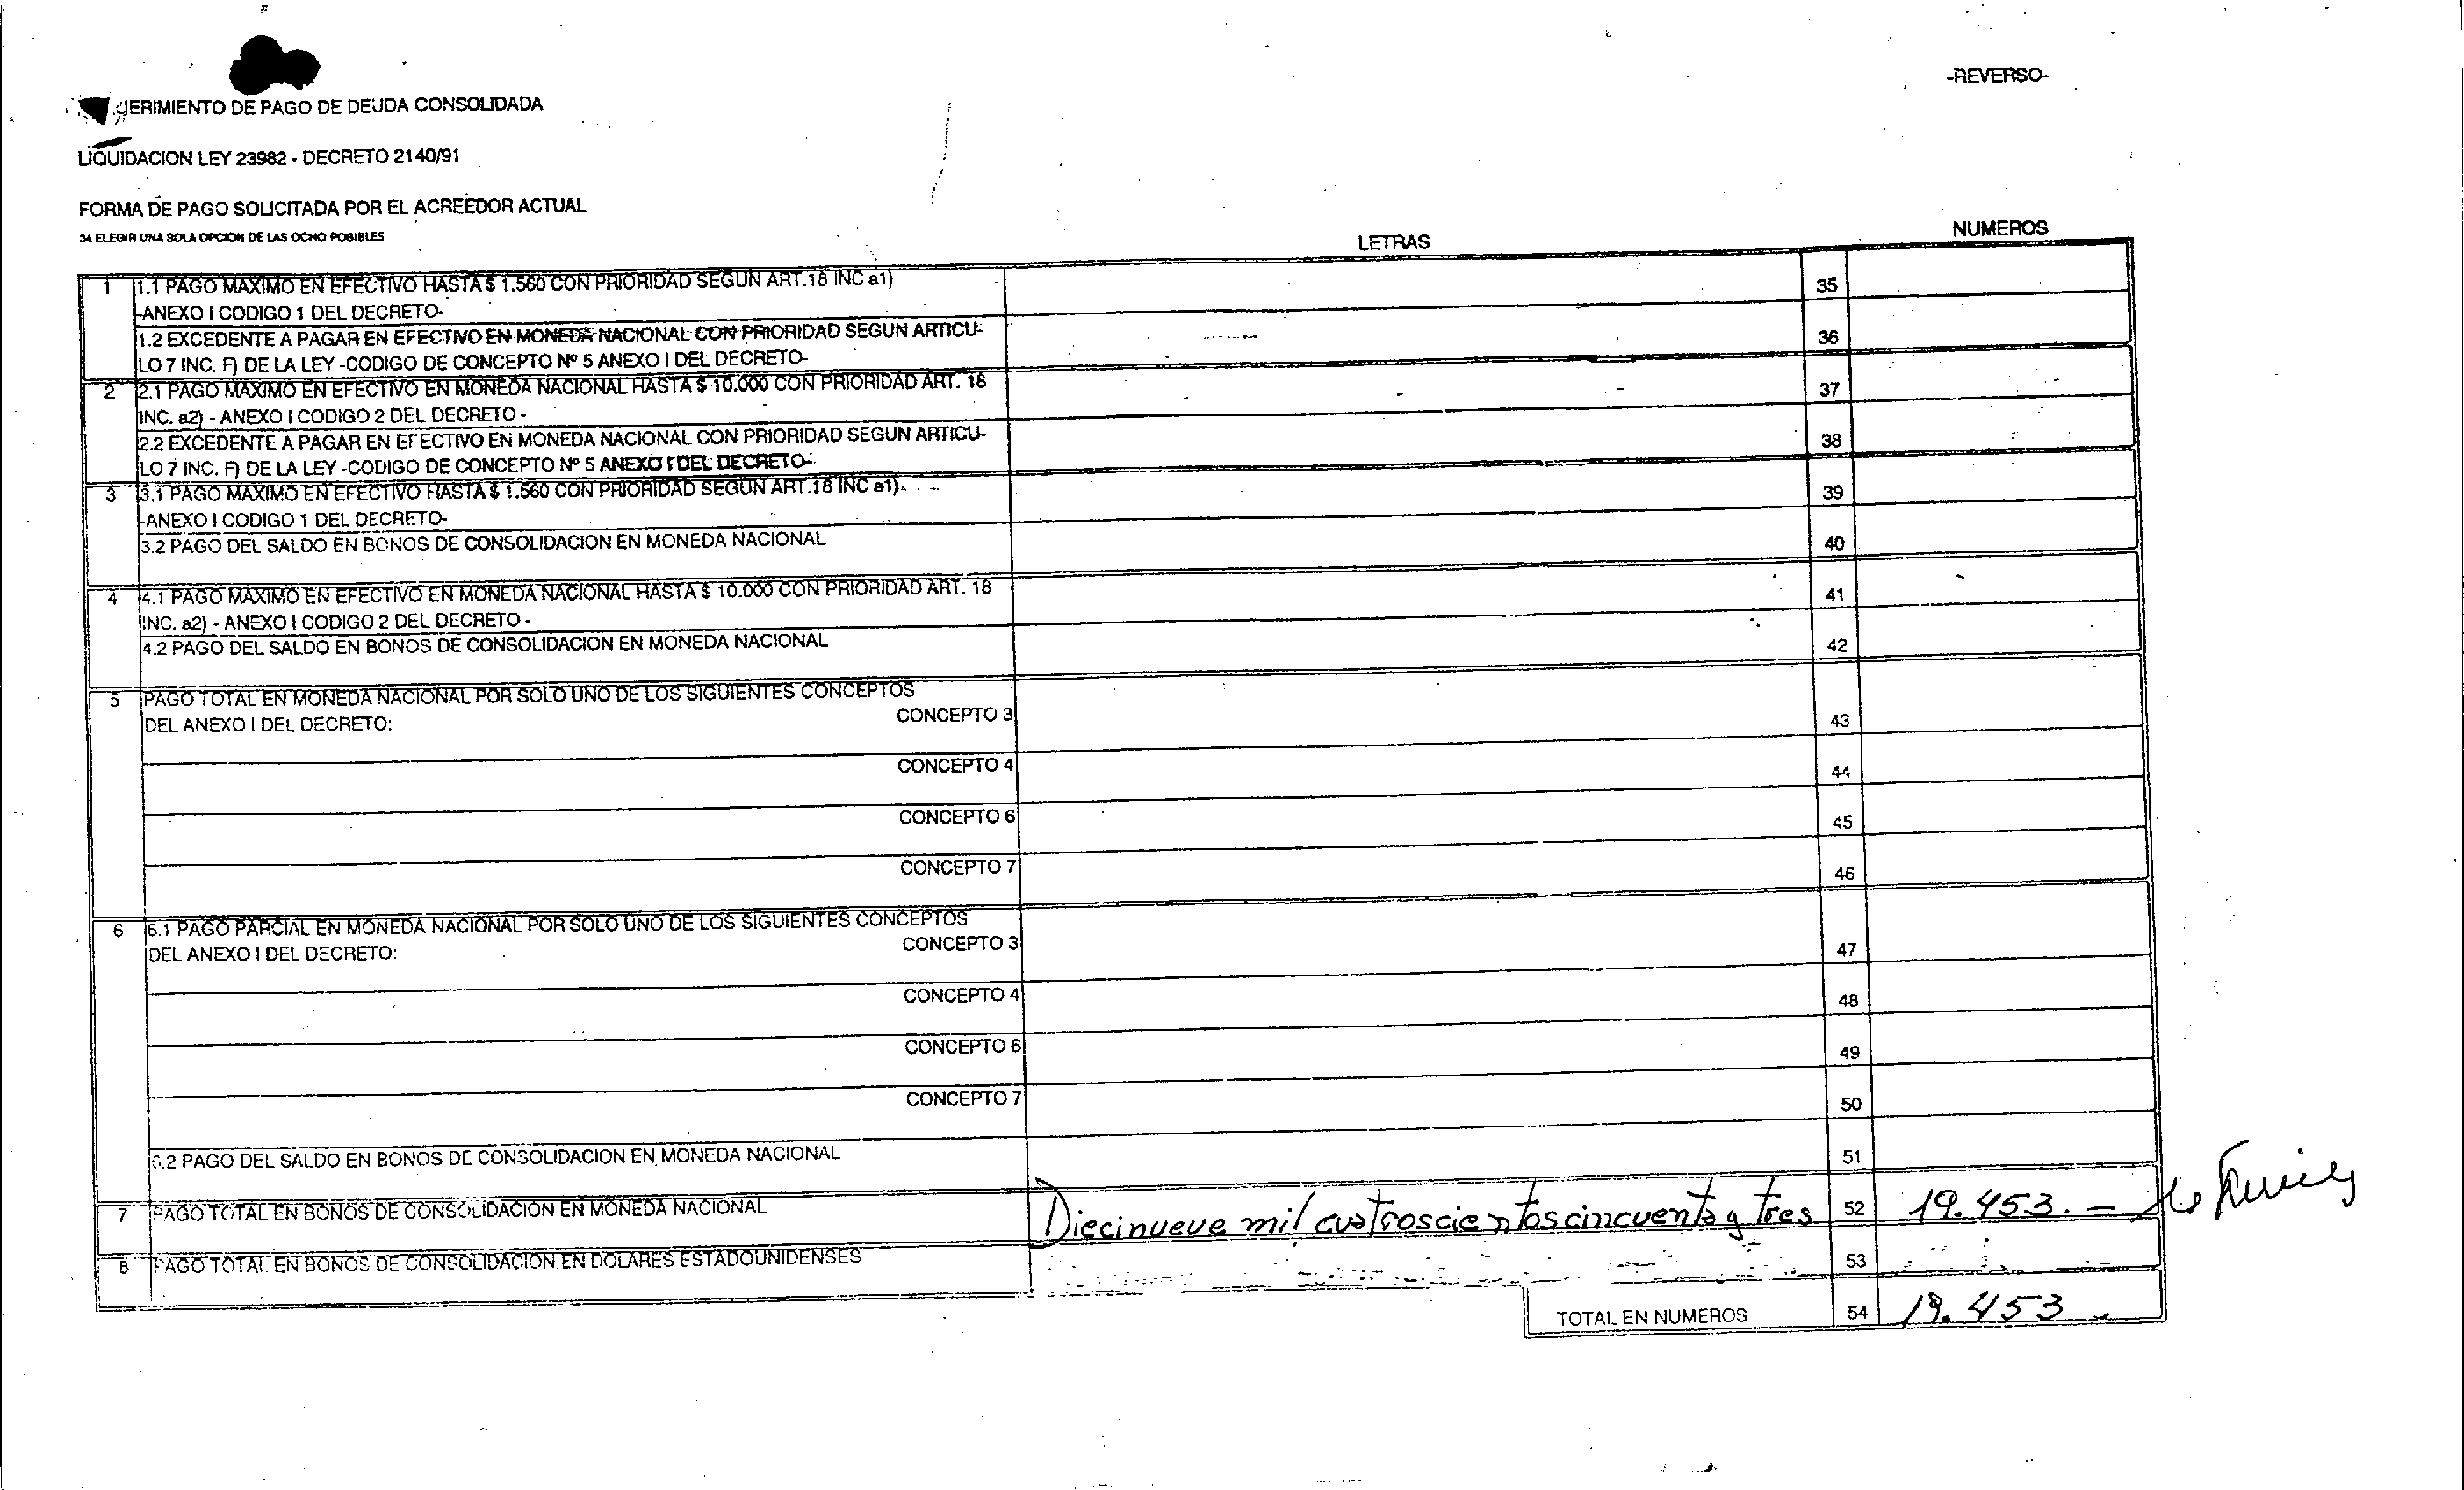 -REVERSO-
UERIMIENTO DE PAGO DE DEUDA CONSOLIDADA
LIQUIDACION LEY 23982 - DECRETO 2140/91
FORMA DE PAGO SOLICITADA POR EL ACREEDOR ACTUAL
34 ELEGIR UNA SOLA OPCION DE LAS OCHO POSIBLES
LETRAS NUMEROS
1 1.1 PAGO MAXIMO EN EFECTIVO HASTA $ 1.560 CON PRIORIDAD SEGUN ART.18 INC a1) 35
-ANEXO I CODIGO 1 DEL DECRETO-
1.2 EXCEDENTE A PAGAR EN EFECTIVO EN MONEDA NACIONAL CON PRIORIDAD SEGUN ARTICU- 36
LO 7 INC. F) DE LA LEY -CODIGO DE CONCEPTO Nº 5 ANEXO I DEL DECRETO-
2 2.1 PAGO MAXIMO EN EFECTIVO EN MONEDA NACIONAL HASTA $ 10.000 CON PRIORIDAD ART. 18 37
INC. a2) - ANEXO I CODIGO 2 DEL DECRETO -
2.2 EXCEDENTE A PAGAR EN EFECTIVO EN MONEDA NACIONAL CON PRIORIDAD SEGUN ARTICU- 38
LO 7 INC. F) DE LA LEY -CODIGO DE CONCEPTO Nº 5 ANEXO I DEL DECRETO-
3 3.1 PAGO MAXIMO EN EFECTIVO HASTA $ 1.560 CON PRIORIDAD SEGUN ART.18 INC a1) 39
-ANEXO I CODIGO 1 DEL DECRETO-
3.2 PAGO DEL SALDO EN BONOS DE CONSOLIDACION EN MONEDA NACIONAL 40
4 4.1 PAGO MAXIMO EN EFECTIVO EN MONEDA NACIONAL HASTA $ 10.000 CON PRIORIDAD ART. 18 41
INC. a2) - ANEXO I CODIGO 2 DEL DECRETO -
4.2 PAGO DEL SALDO EN BONOS DE CONSOLIDACION EN MONEDA NACIONAL 42
5 PAGO TOTAL EN MONEDA NACIONAL POR SOLO UNO DE LOS SIGUIENTES CONCEPTOS
DEL ANEXO I DEL DECRETO: CONCEPTO 3 43
CONCEPTO 4 44
CONCEPTO 6 45
CONCEPTO 7 46
6 6.1 PAGO PARCIAL EN MONEDA NACIONAL POR SOLO UNO DE LOS SIGUIENTES CONCEPTOS
DEL ANEXO I DEL DECRETO: CONCEPTO 3 47
CONCEPTO 4 48
CONCEPTO 6 49
CONCEPTO 7 50
6.2 PAGO DEL SALDO EN BONOS DE CONSOLIDACION EN MONEDA NACIONAL 51
7 PAGO TOTAL EN BONOS DE CONSOLIDACION EN MONEDA NACIONAL Diecinueve mil cuatroscientos cincuenta y tres 52 19.453.-
8 PAGO TOTAL EN BONOS DE CONSOLIDACION EN DOLARES ESTADOUNIDENSES 53
TOTAL EN NUMEROS 54 19.453.-